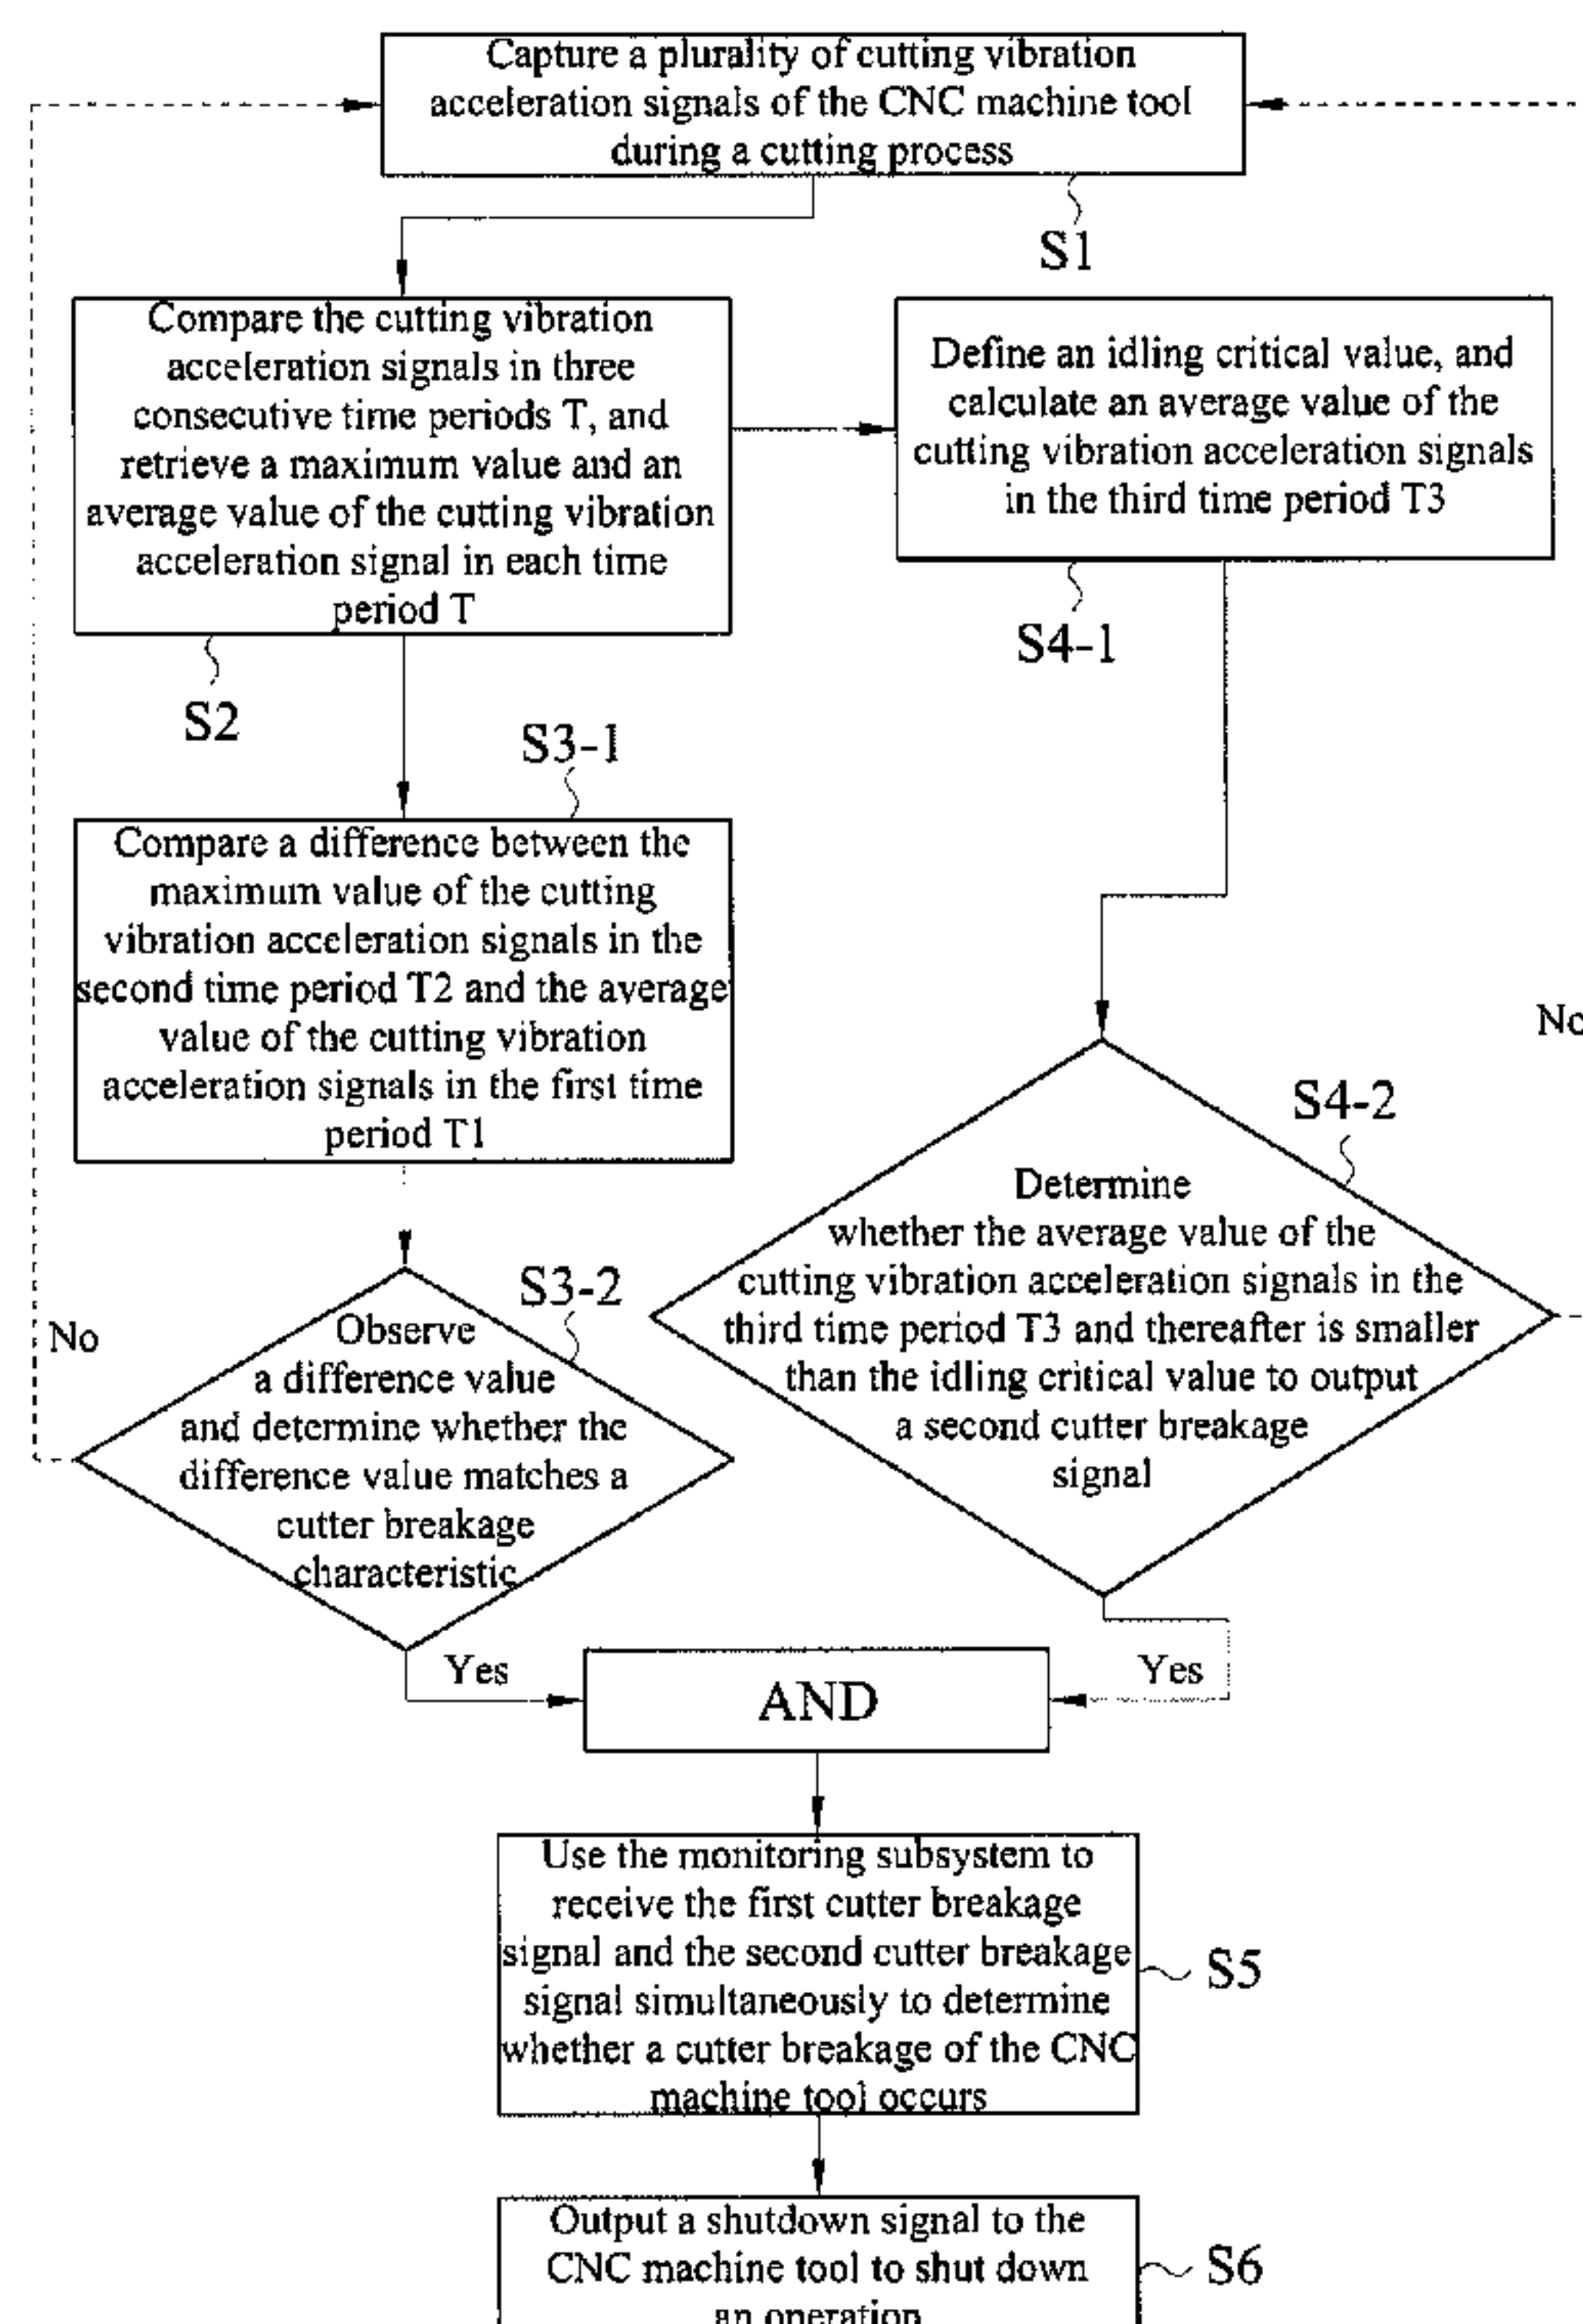 Capture a plurality of cutting vibration
acceleration signals of the CNC machine tool
during a cutting process
S1
Compare the cutting vibration
acceleration signals in three
consecutive time periods T, and
retrieve a maximum value and an
average value of the cutting vibration
acceleration signal in each time
period T
S2
Define an idling critical value, and
calculate an average value of the
cutting vibration acceleration signals
in the third time period T3
S4-1
S3-1
Compare a difference between the
maximum value of the cutting
vibration acceleration signals in the
second time period T2 and the average
value of the cutting vibration
acceleration signals in the first time
period T1
No
S4-2
Determine
whether the average value of the
cutting vibration acceleration signals in the
third time period T3 and thereafter is smaller
than the idling critical value to output
a second cutter breakage
signal
S3-2
No
Observe
a difference value
and determine whether the
difference value matches a
cutter breakage
characteristic
Yes
AND
Yes
Use the monitoring subsystem to
receive the first cutter breakage
signal and the second cutter breakage
signal simultaneously to determine
whether a cutter breakage of the CNC
machine tool occurs
S5
Output a shutdown signal to the
CNC machine tool to shut down
an operation
S6